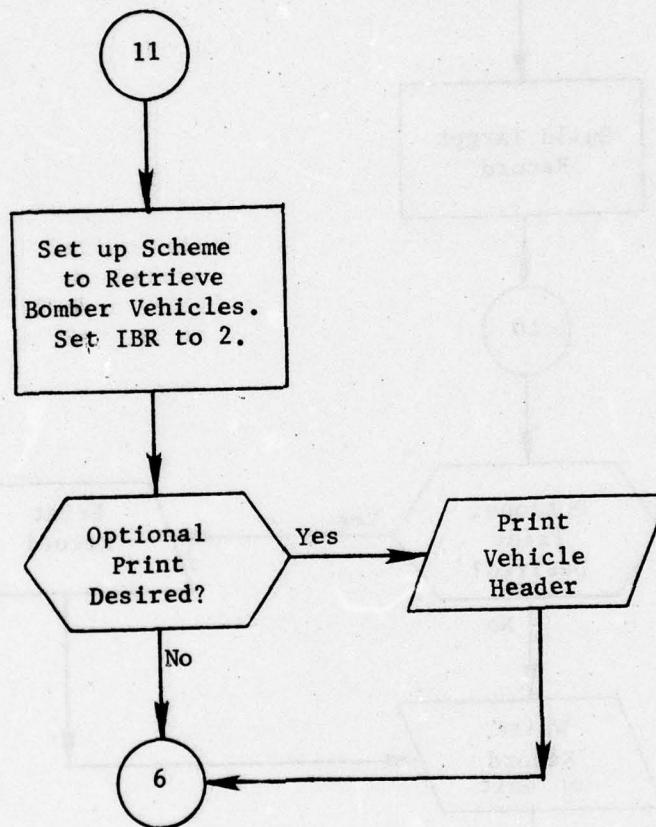 11
Set up Scheme
to Retrieve
Bomber Vehicles.
Set IBR to 2.
Optional
Print
Desired?
Yes
Print
Vehicle
Header
No
6